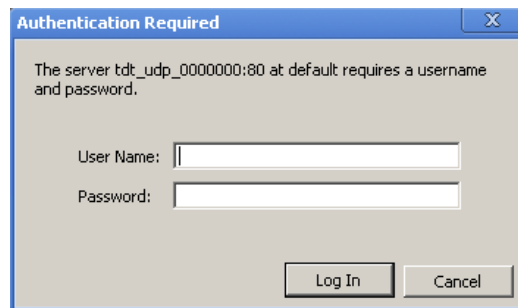 Authentication Required
The server tdt_udp_0000000:80 at default requires a username
and password.
User Name:
Password:
Log In
Cancel